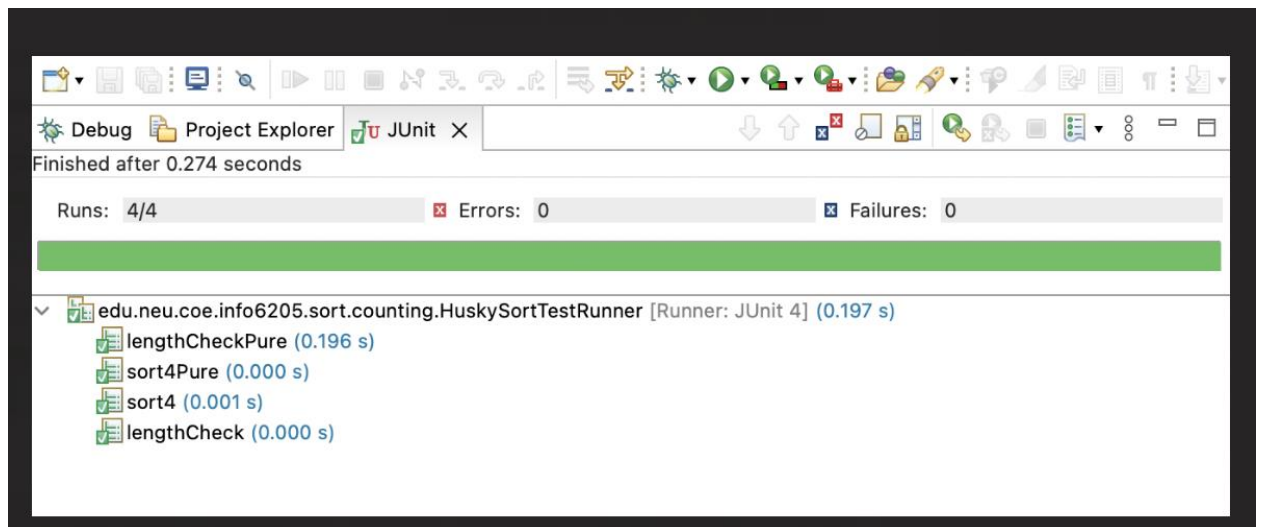 Debug Project Explorer JUnit
Finished after 0.274 seconds
Runs: 4/4 Errors: 0 Failures: 0
edu.neu.coe.info6205.sort.counting.HuskySortTestRunner [Runner: JUnit 4] (0.197 s)
lengthCheckPure (0.196 s)
sort4Pure (0.000 s)
sort4 (0.001 s)
lengthCheck (0.000 s)